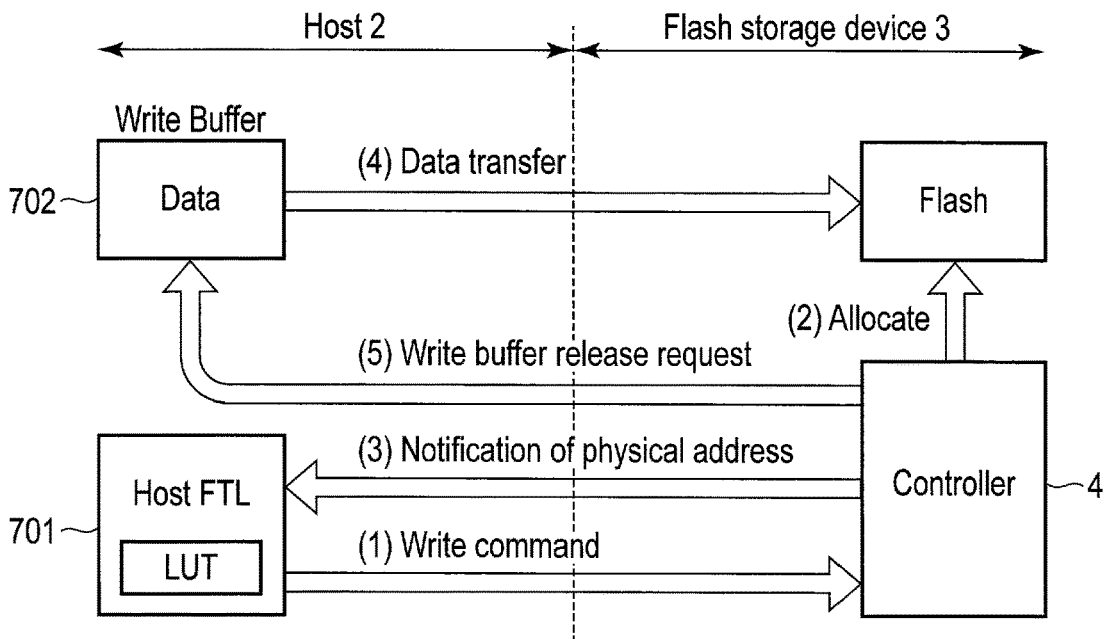 Host 2
Flash storage device 3
Write Buffer
Data
702
(4) Data transfer
Flash
(2) Allocate
(5) Write buffer release request
(3) Notification of physical address
Host FTL
LUT
701
Controller
4
(1) Write command